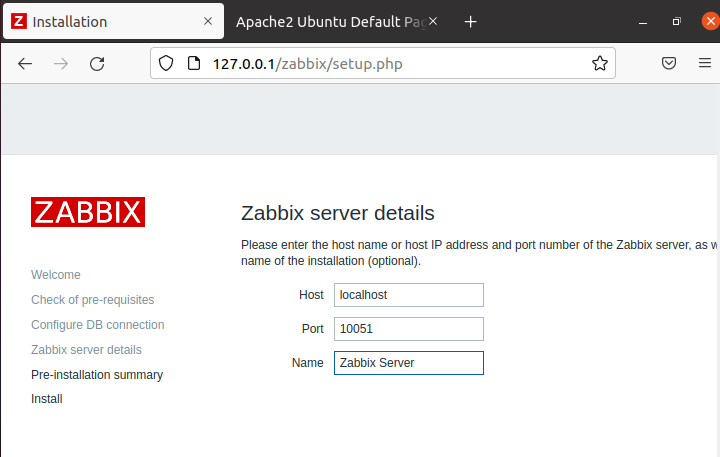 Installation
Apache2 Ubuntu Default Pag
127.0.0.1/zabbix/setup.php
ZABBIX
Welcome
Check of pre-requisites
Configure DB connection
Zabbix server details
Pre-installation summary
Install
Zabbix server details
Please enter the host name or host IP address and port number of the Zabbix server, as w
name of the installation (optional).
Host localhost
Port 10051
Name Zabbix Server